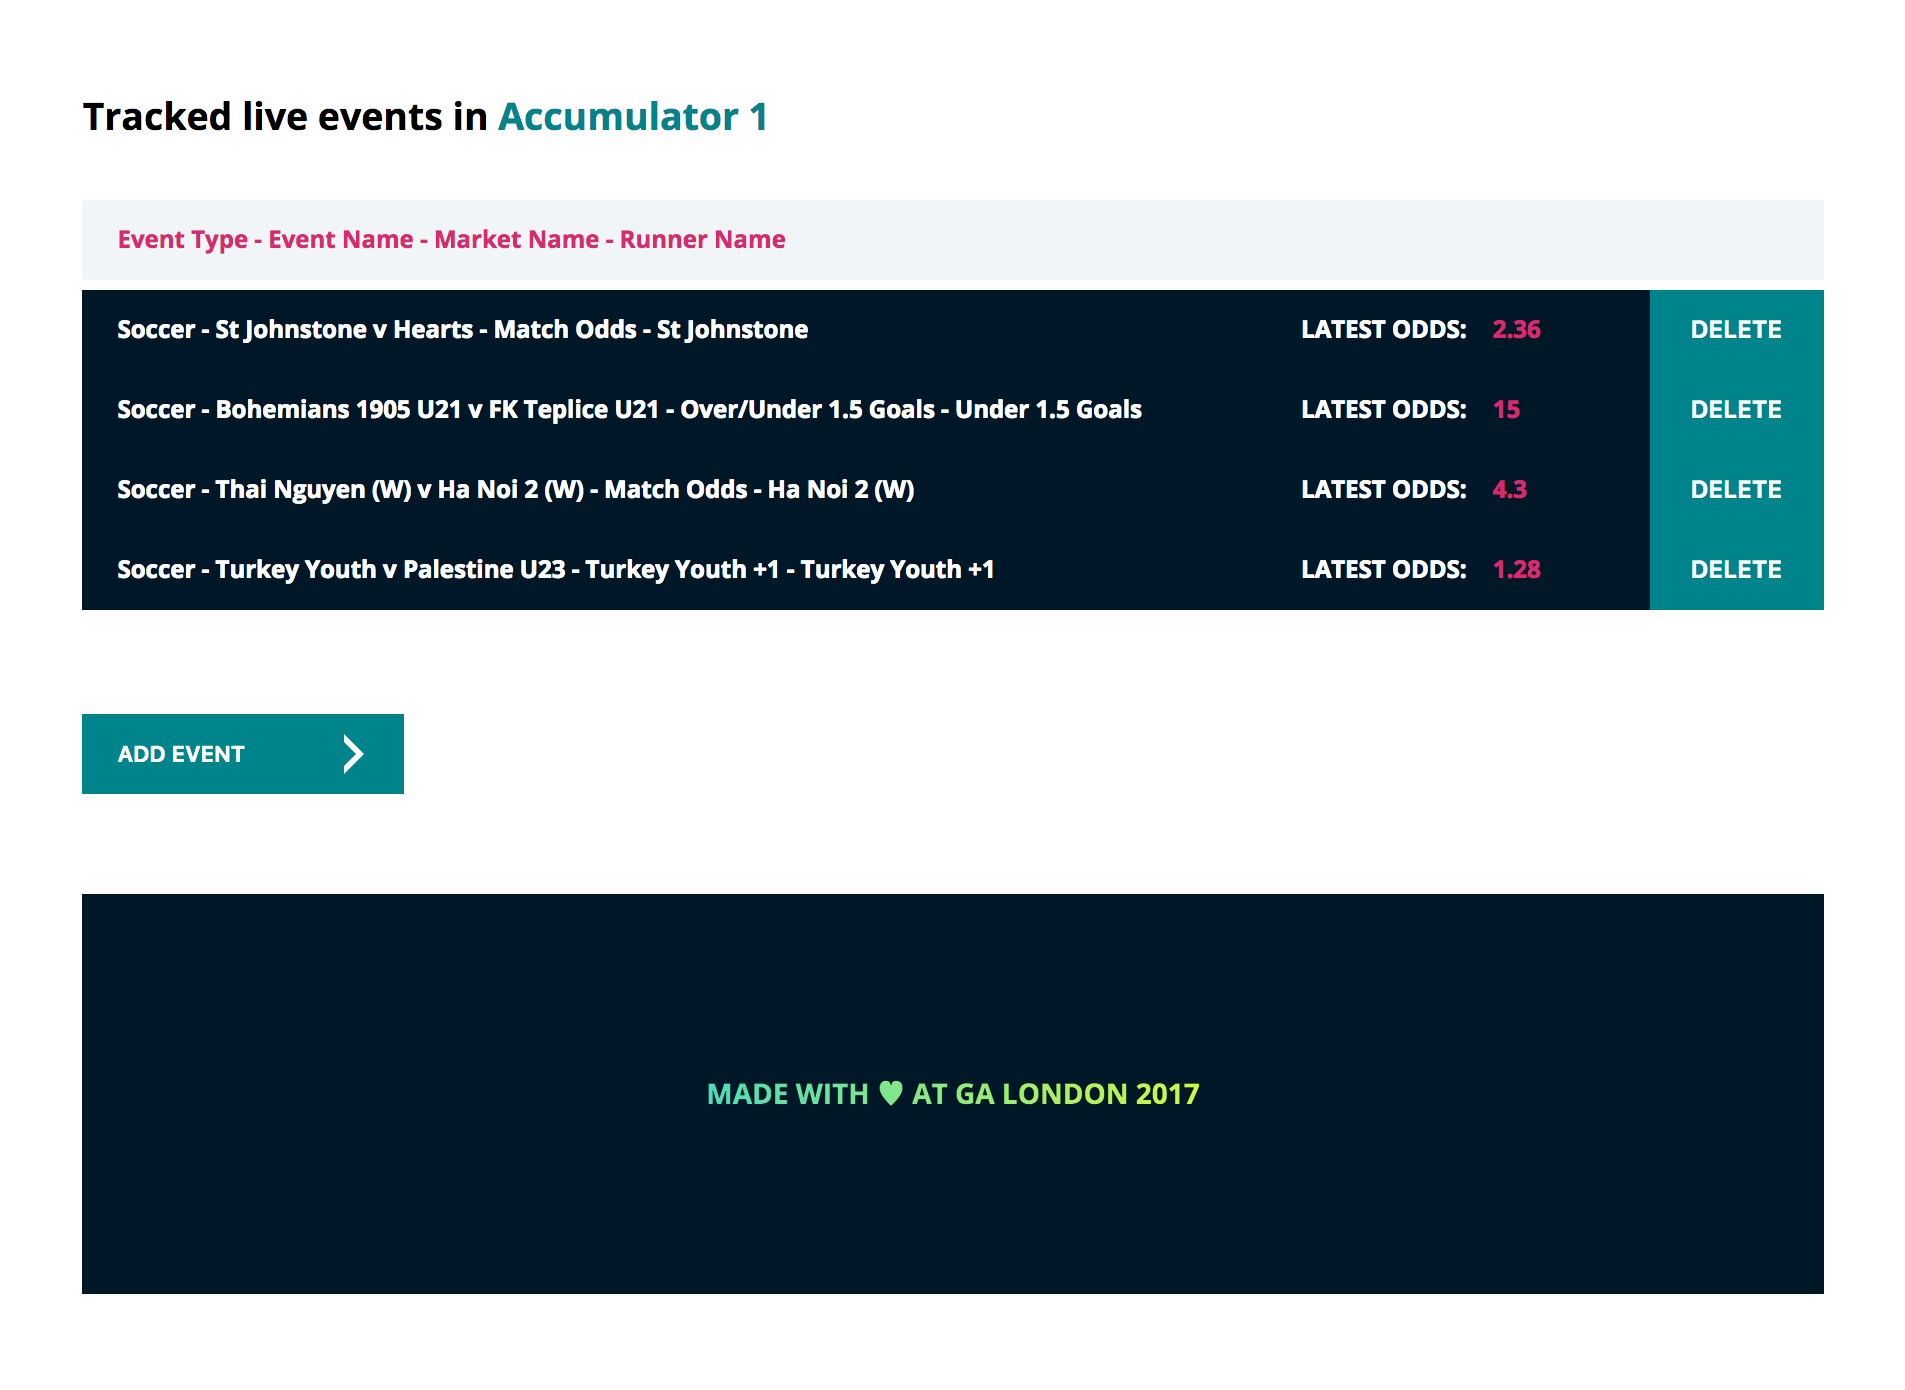 Tracked live events in Accumulator 1
Event Type - Event Name - Market Name - Runner Name
Soccer - St Johnstone v Hearts - Match Odds - St Johnstone LATEST ODDS: 2.36 DELETE
Soccer - Bohemians 1905 U21 v FK Teplice U21 - Over/Under 1.5 Goals - Under 1.5 Goals LATEST ODDS: 15 DELETE
Soccer - Thai Nguyen (W) v Ha Noi 2 (W) - Match Odds - Ha Noi 2 (W) LATEST ODDS: 4.3 DELETE
Soccer - Turkey Youth v Palestine U23 - Turkey Youth +1 - Turkey Youth +1 LATEST ODDS: 1.28 DELETE
ADD EVENT
MADE WITH ♥ AT GA LONDON 2017